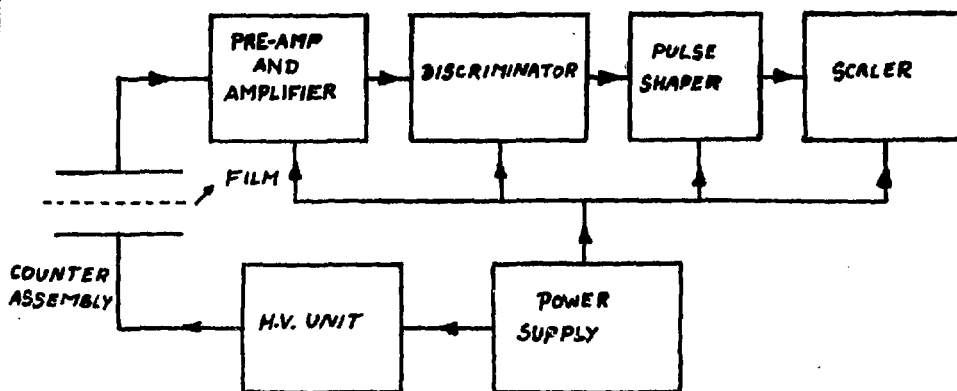 PRE-AMP
AND
AMPLIFIER
DISCRIMINATOR
PULSE
SHAPER
SCALER
FILM
COUNTER
ASSEMBLY
H.V. UNIT
POWER
SUPPLY